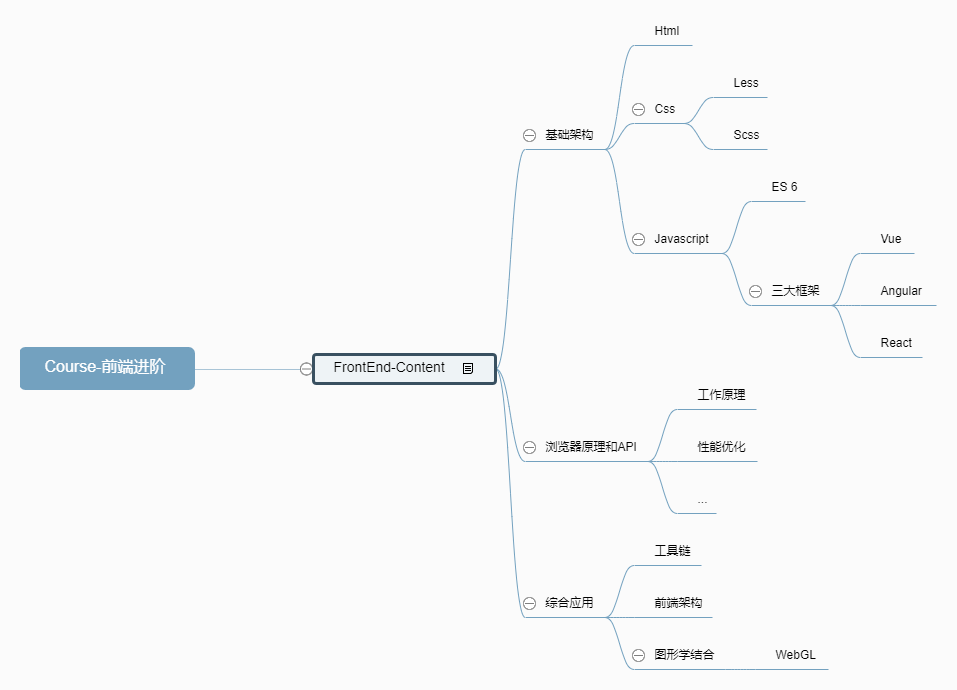 Course-前端进阶
FrontEnd-Content
基础架构
Html
Css
Less
Scss
Javascript
ES 6
三大框架
Vue
Angular
React
浏览器原理和API
工作原理
性能优化
...
综合应用
工具链
前端架构
图形学结合
WebGL